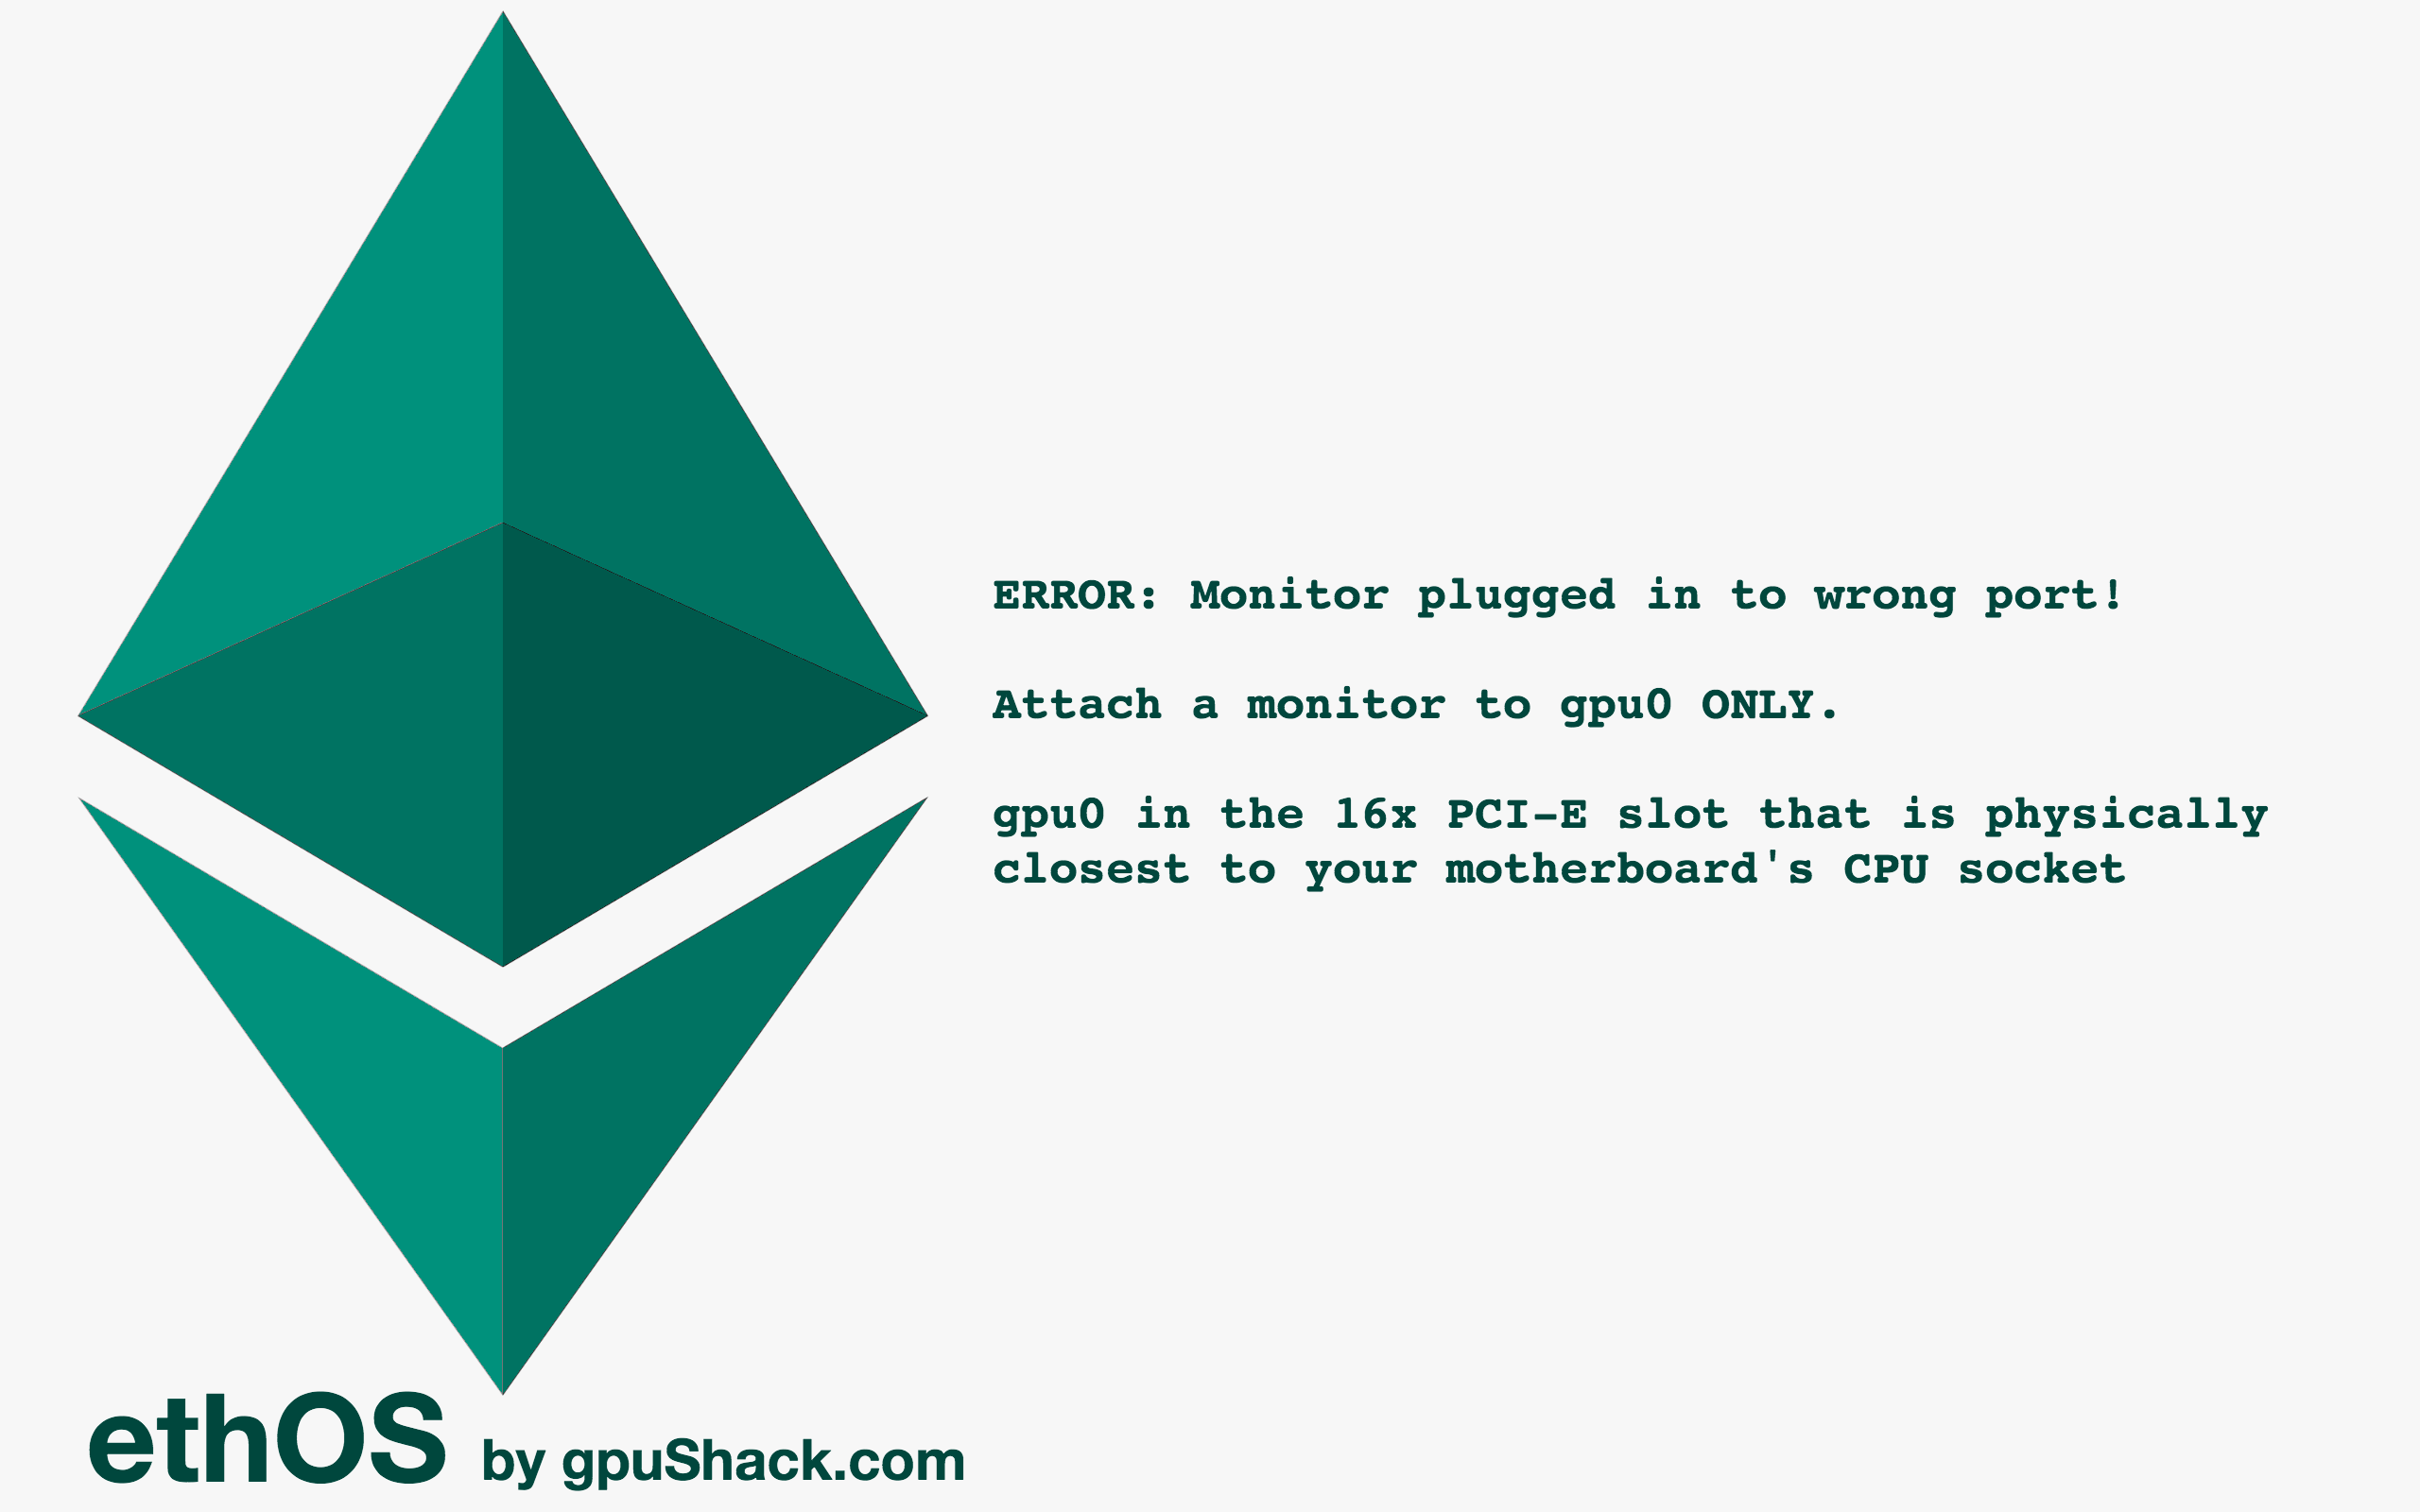 ERROR: Monitor plugged in to wrong port!
Attach a monitor to gpu0 ONLY.
gpu0 in the 16x PCI-E slot that is physically
closest to your motherboard's CPU socket
ethOS by gpuShack.com